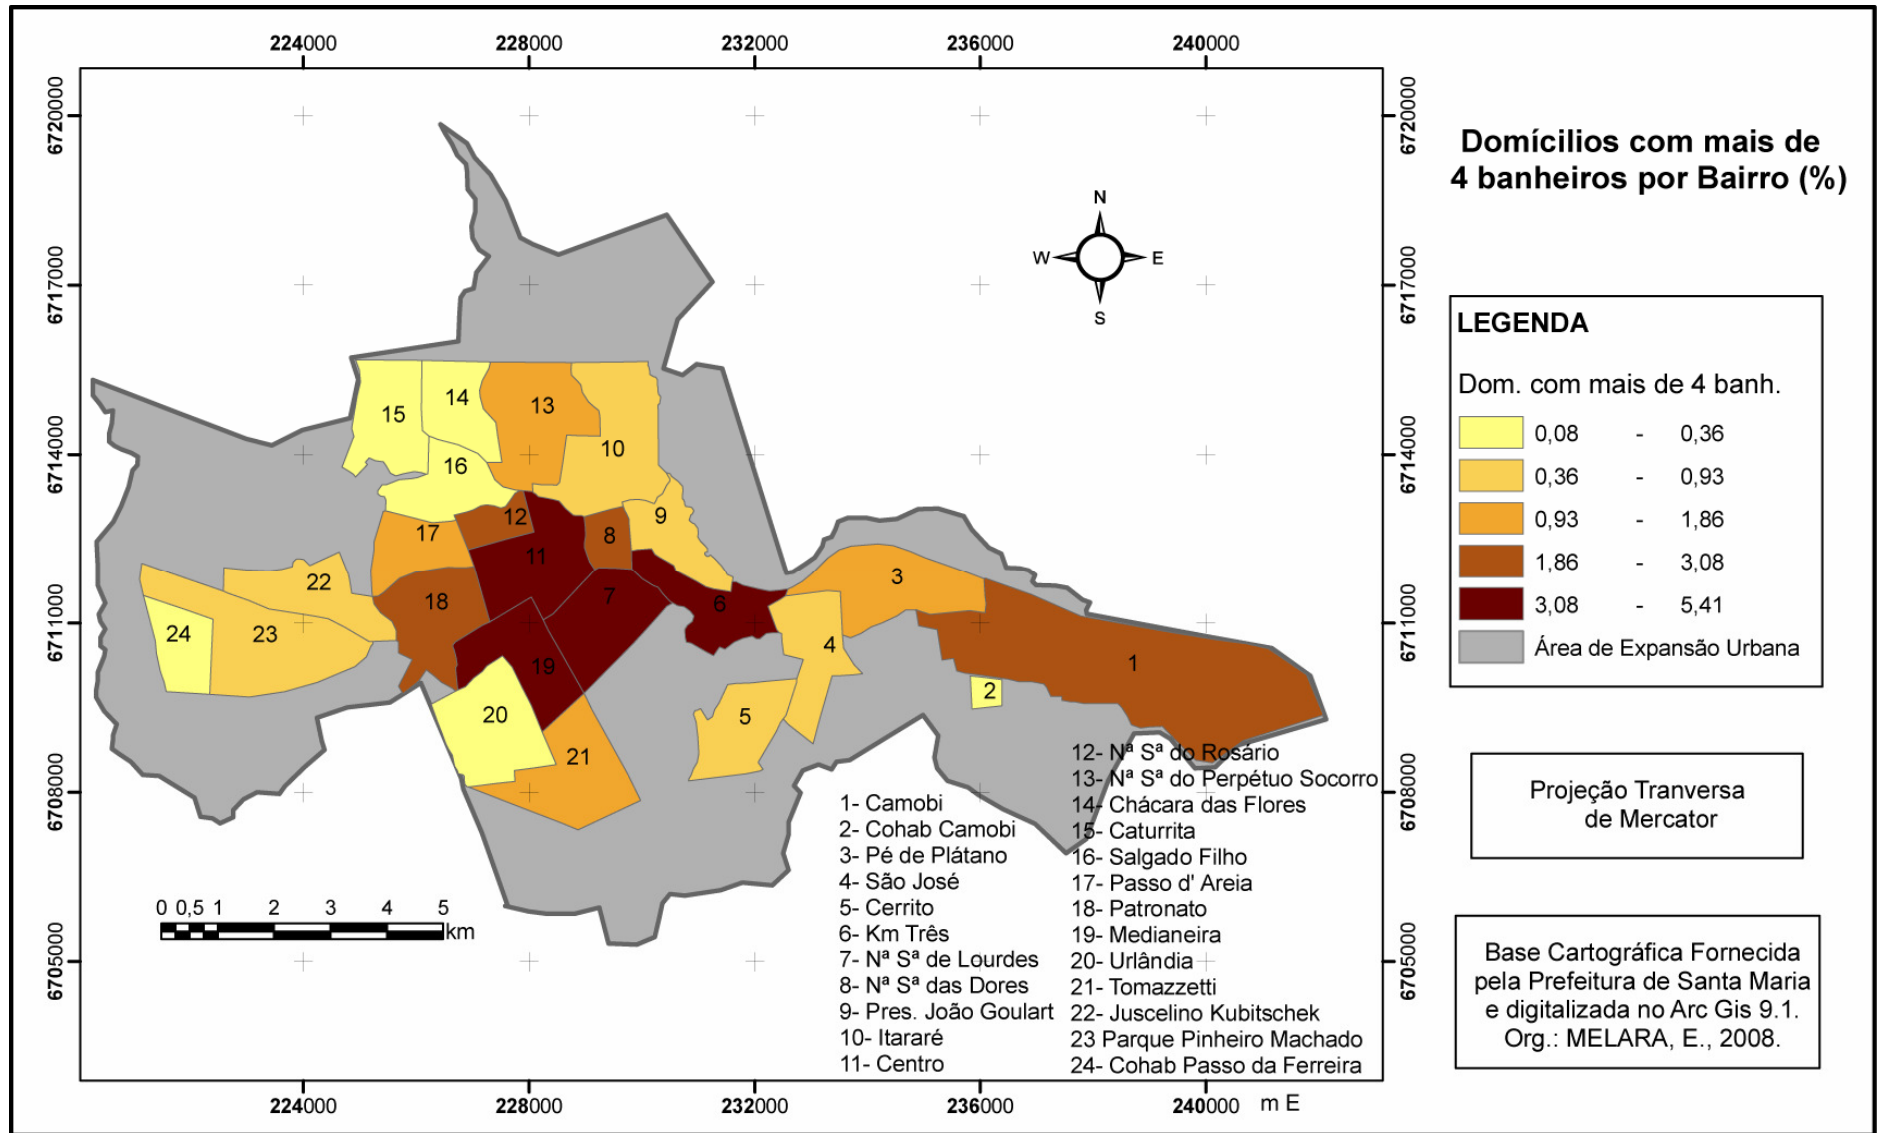 224000 228000 232000 236000 240000
6720000
6717000
6714000
6711000
6708000
6705000
6720000
6717000
6714000
6711000
6708000
6705000
Domícilios com mais de
4 banheiros por Bairro (%)
N
W E
S
LEGENDA
Dom. com mais de 4 banh.
0,08 - 0,36
0,36 - 0,93
0,93 - 1,86
1,86 - 3,08
3,08 - 5,41
Área de Expansão Urbana
15
14
13
10
16
12
17
11
8
9
7
6
3
22
18
24
23
4
1
19
2
20
5
21
1- Camobi
2- Cohab Camobi
3- Pé de Plátano
4- São José
5- Cerrito
6- Km Três
7- Nª Sª de Lourdes
8- Nª Sª das Dores
9- Pres. João Goulart
10- Itararé
11- Centro
12- Nª Sª do Rosário
13- Nª Sª do Perpétuo Socorro
14- Chácara das Flores
15- Caturrita
16- Salgado Filho
17- Passo d' Areia
18- Patronato
19- Medianeira
20- Urlândia
21- Tomazzetti
22- Juscelino Kubitschek
23 Parque Pinheiro Machado
24- Cohab Passo da Ferreira
0 0,5 1 2 3 4 5
km
Projeção Tranversa
de Mercator
Base Cartográfica Fornecida
pela Prefeitura de Santa Maria
e digitalizada no Arc Gis 9.1.
Org.: MELARA, E., 2008.
224000 228000 232000 236000 240000 m E